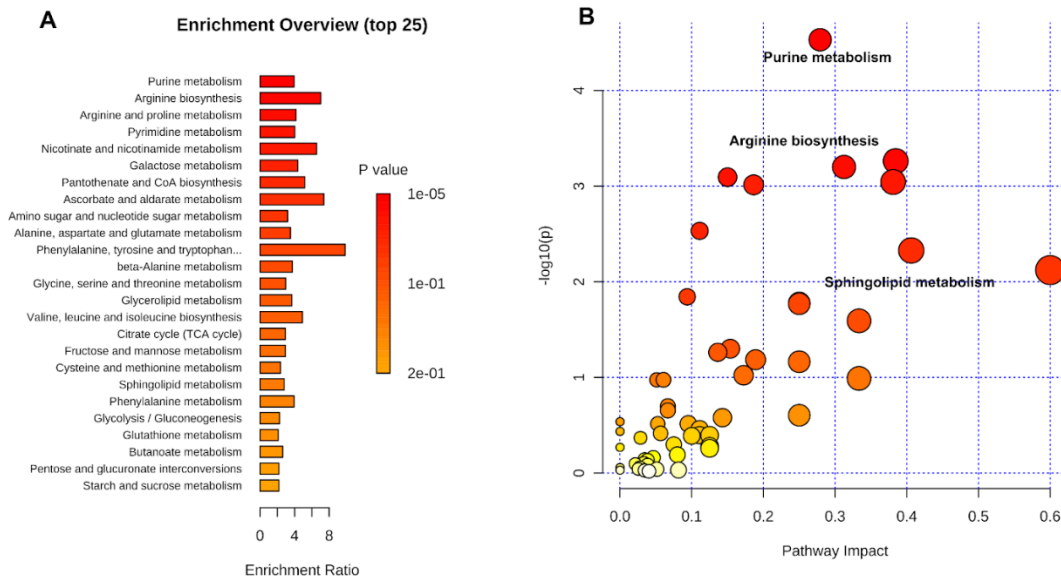 A
Enrichment Overview (top 25)
Purine metabolism
Arginine biosynthesis
Arginine and proline metabolism
Pyrimidine metabolism
Nicotinate and nicotinamide metabolism
Galactose metabolism
Pantothenate and CoA biosynthesis
Ascorbate and aldarate metabolism
Amino sugar and nucleotide sugar metabolism
Alanine, aspartate and glutamate metabolism
Phenylalanine, tyrosine and tryptophan...
beta-Alanine metabolism
Glycine, serine and threonine metabolism
Glycerolipid metabolism
Valine, leucine and isoleucine biosynthesis
Citrate cycle (TCA cycle)
Fructose and mannose metabolism
Cysteine and methionine metabolism
Sphingolipid metabolism
Phenylalanine metabolism
Glycolysis / Gluconeogenesis
Glutathione metabolism
Butanoate metabolism
Pentose and glucuronate interconversions
Starch and sucrose metabolism
0 4 8
Enrichment Ratio
P value
1e-05
1e-01
2e-01
B
Purine metabolism
Arginine biosynthesis
Sphingolipid metabolism
-log10(p)
4
3
2
1
0
0.0 0.1 0.2 0.3 0.4 0.5 0.6
Pathway Impact